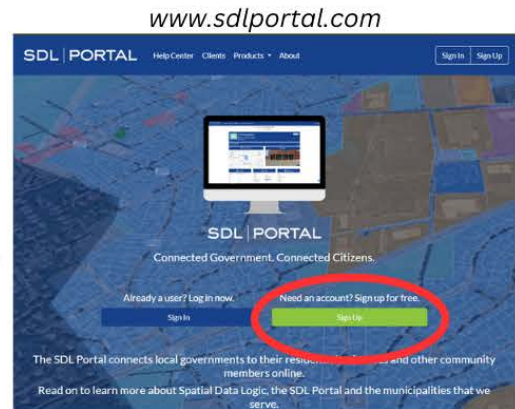 www.sdlportal.com
SDL | PORTAL Help Center Clients Products About Sign In Sign Up
SDL | PORTAL
Connected Government. Connected Citizens.
Already a user? Log in now. Need an account? Sign up for free.
Sign In Sign Up
The SDL Portal connects local governments to their and other community
members online.
Read on to learn more about Spatial Data Logic, the SDL Portal and the municipalities that we
serve.